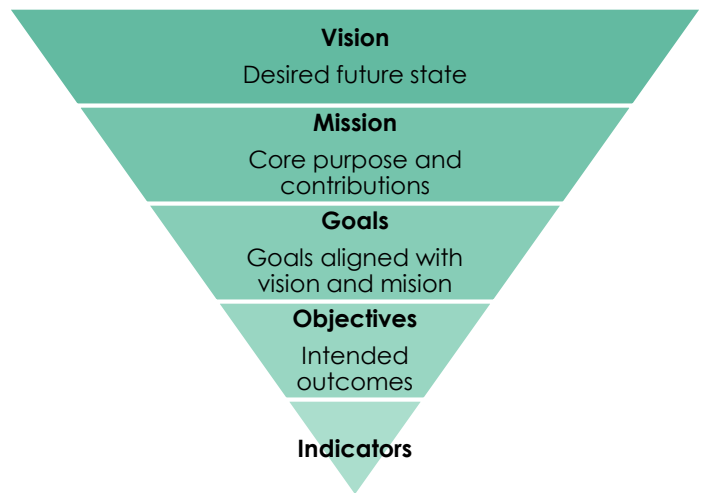 Vision
Desired future state
Mission
Core purpose and
contributions
Goals
Goals aligned with
vision and mision
Objectives
Intended
outcomes
Indicators